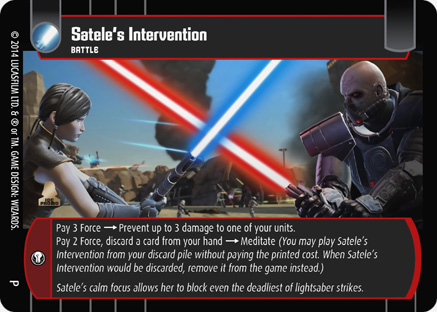 Satele's Intervention
BATTLE
© 2014 LUCASFILM LTD. & ® or TM. GAME DESIGN: WIZARDS.
P
Pay 3 Force → Prevent up to 3 damage to one of your units.
Pay 2 Force, discard a card from your hand → Meditate (You may play Satele's
Intervention from your discard pile without paying the printed cost. When Satele's
Intervention would be discarded, remove it from the game instead.)
Satele's calm focus allows her to block even the deadliest of lightsaber strikes.